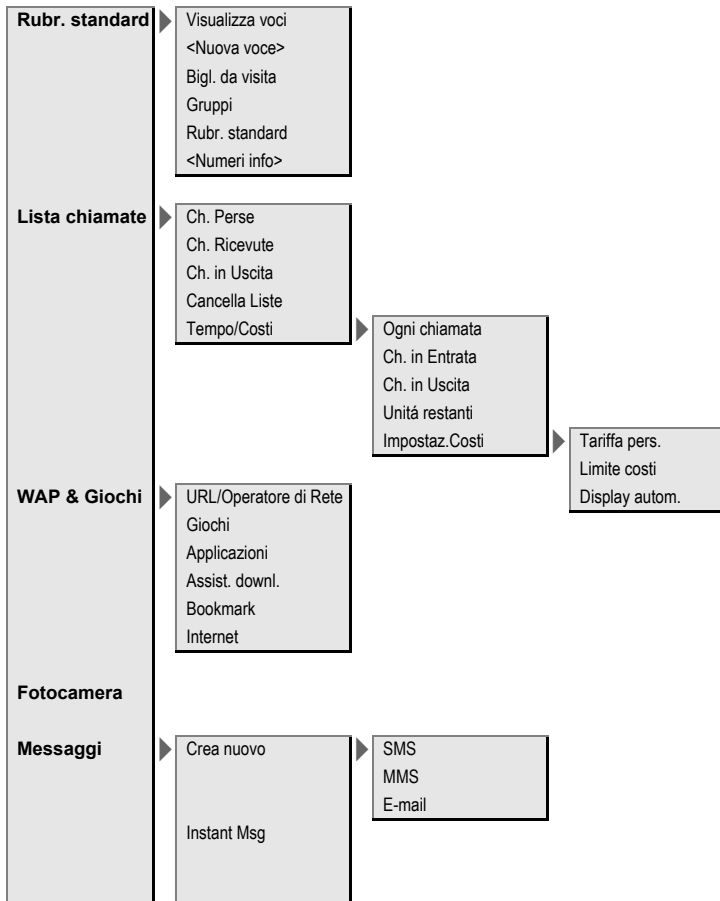 Rubr. standard
Visualizza voci
<Nuova voce>
Bigl. da visita
Gruppi
Rubr. standard
<Numeri info>
Lista chiamate
Ch. Perse
Ch. Ricevute
Ch. in Uscita
Cancella Liste
Tempo/Costi
Ogni chiamata
Ch. in Entrata
Ch. in Uscita
Unitá restanti
Impostaz.Costi
Tariffa pers.
Limite costi
Display autom.
WAP & Giochi
URL/Operatore di Rete
Giochi
Applicazioni
Assist. downl.
Bookmark
Internet
Fotocamera
Messaggi
Crea nuovo
SMS
MMS
E-mail
Instant Msg